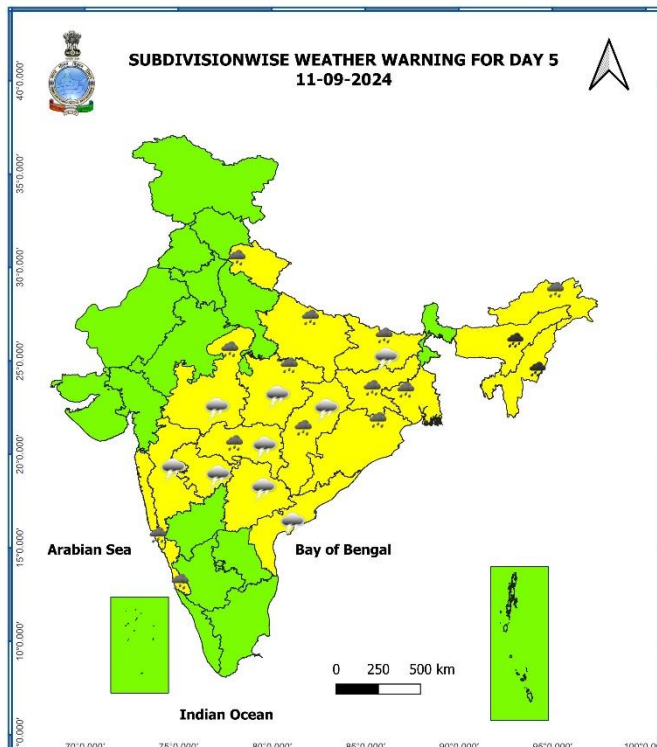 SUBDIVISIONWISE WEATHER WARNING FOR DAY 5
11-09-2024
40°0.000'
35°0.000'
30°0.000'
25°0.000'
20°0.000'
15°0.000'
10°0.000'
5°0.000'
Arabian Sea
Bay of Bengal
0 250 500 km
Indian Ocean
70°0.000' 75°0.000' 80°0.000' 85°0.000' 90°0.000' 95°0.000'